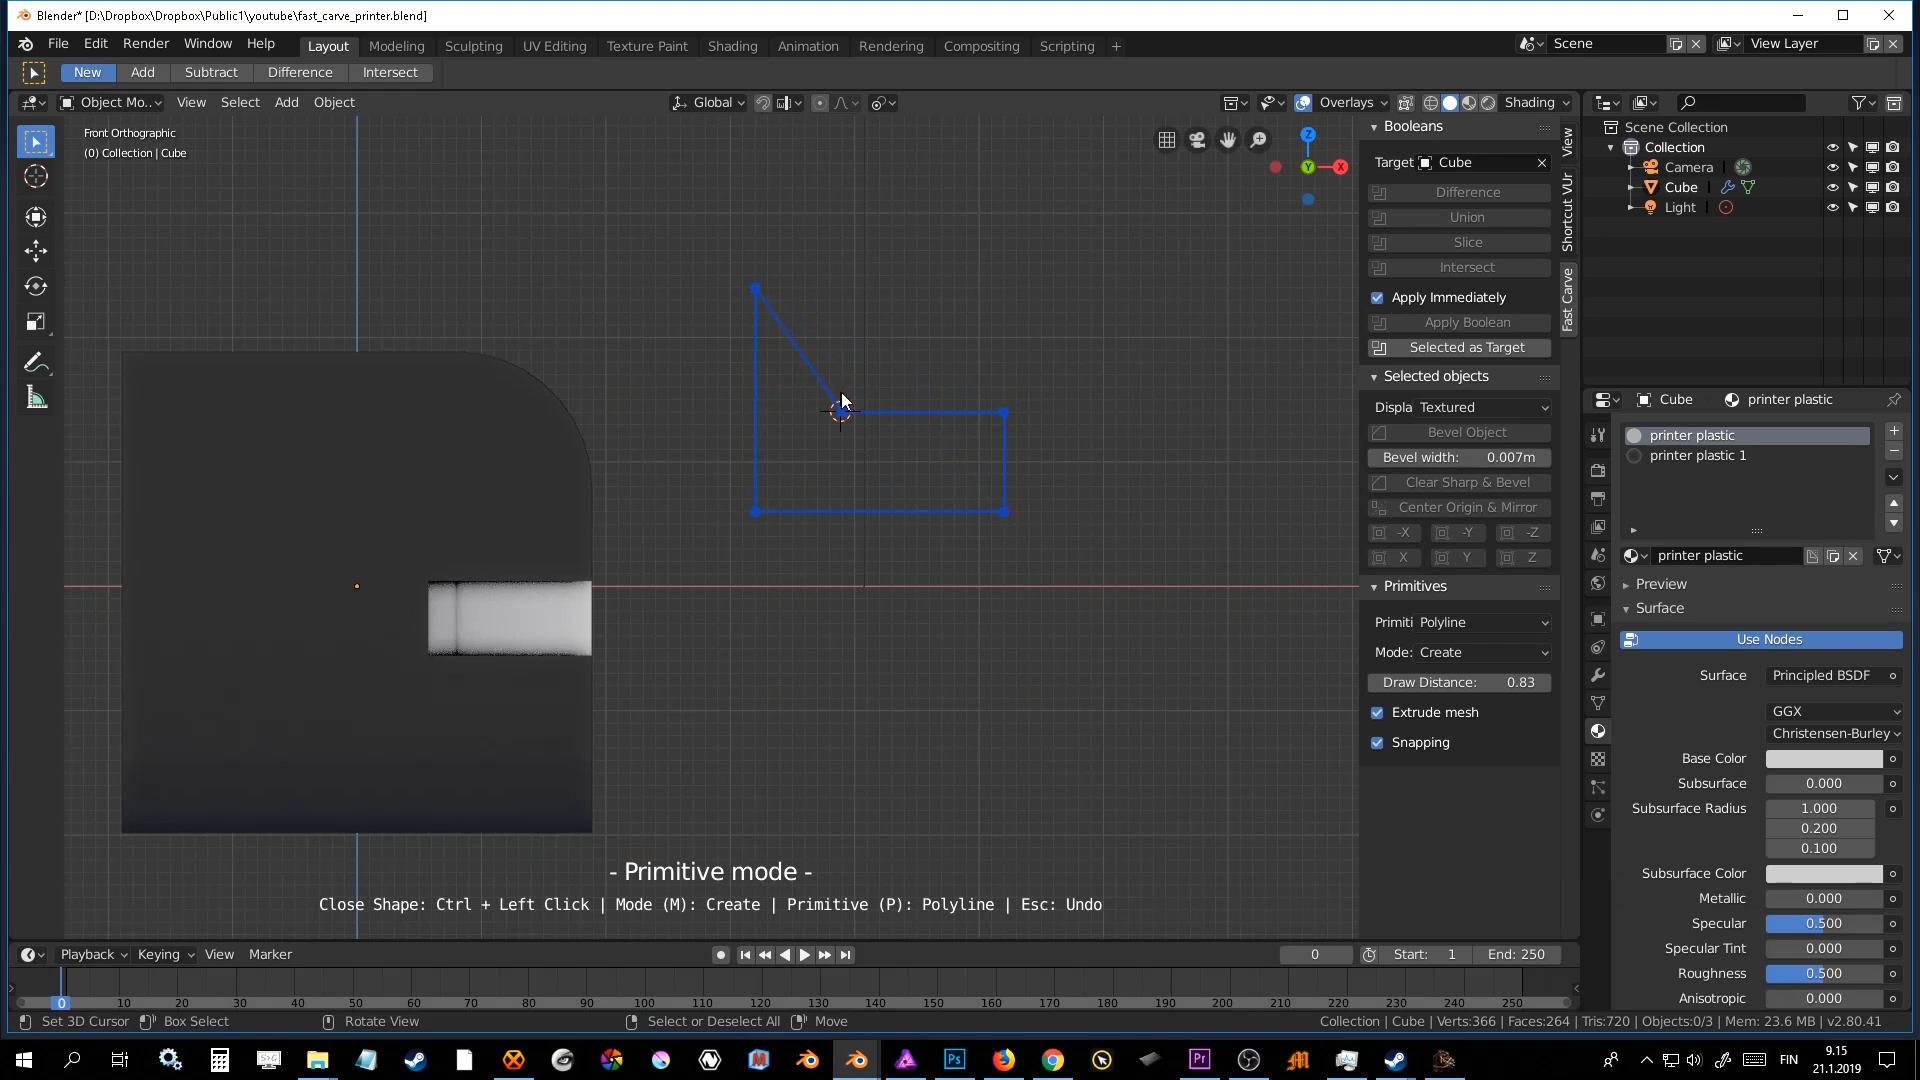 Blender* [D:\Dropbox\Dropbox\Public1\youtube\fast_carve_printer.blend]
File Edit Render Window Help Layout Modeling Sculpting UV Editing Texture Paint Shading Animation Rendering Compositing Scripting + Scene View Layer
New Add Subtract Difference Intersect
Object Mo.. View Select Add Object Global Overlays Shading
Front Orthographic
(0) Collection | Cube
Z
Y
X
Booleans
Target Cube
Difference
Union
Slice
Intersect
Apply Immediately
Apply Boolean
Selected as Target
Selected objects
Displa Textured
Bevel Object
Bevel width: 0.007m
Clear Sharp & Bevel
Center Origin & Mirror
-X -Y -Z
X Y Z
Primitives
Primiti Polyline
Mode: Create
Draw Distance: 0.83
Extrude mesh
Snapping
View
Shortcut VUr
Fast Carve
Scene Collection
Collection
Camera
Cube
Light
Cube printer plastic
printer plastic
printer plastic 1
printer plastic
Preview
Surface
Use Nodes
Surface Principled BSDF
GGX
Christensen-Burley
Base Color
Subsurface 0.000
Subsurface Radius 1.000
0.200
0.100
Subsurface Color
Metallic 0.000
Specular 0.500
Specular Tint 0.000
Roughness 0.500
Anisotropic 0.000
- Primitive mode -
Close Shape: Ctrl + Left Click | Mode (M): Create | Primitive (P): Polyline | Esc: Undo
Playback Keying View Marker 0 Start: 1 End: 250
0 10 20 30 40 50 60 70 80 90 100 110 120 130 140 150 160 170 180 190 200 210 220 230 240 250
Set 3D Cursor Box Select Rotate View Select or Deselect All Move Collection | Cube | Verts:366 | Faces:264 | Tris:720 | Objects:0/3 | Mem: 23.6 MB | v2.80.41
Ps Pr FIN
9.15
21.1.2019